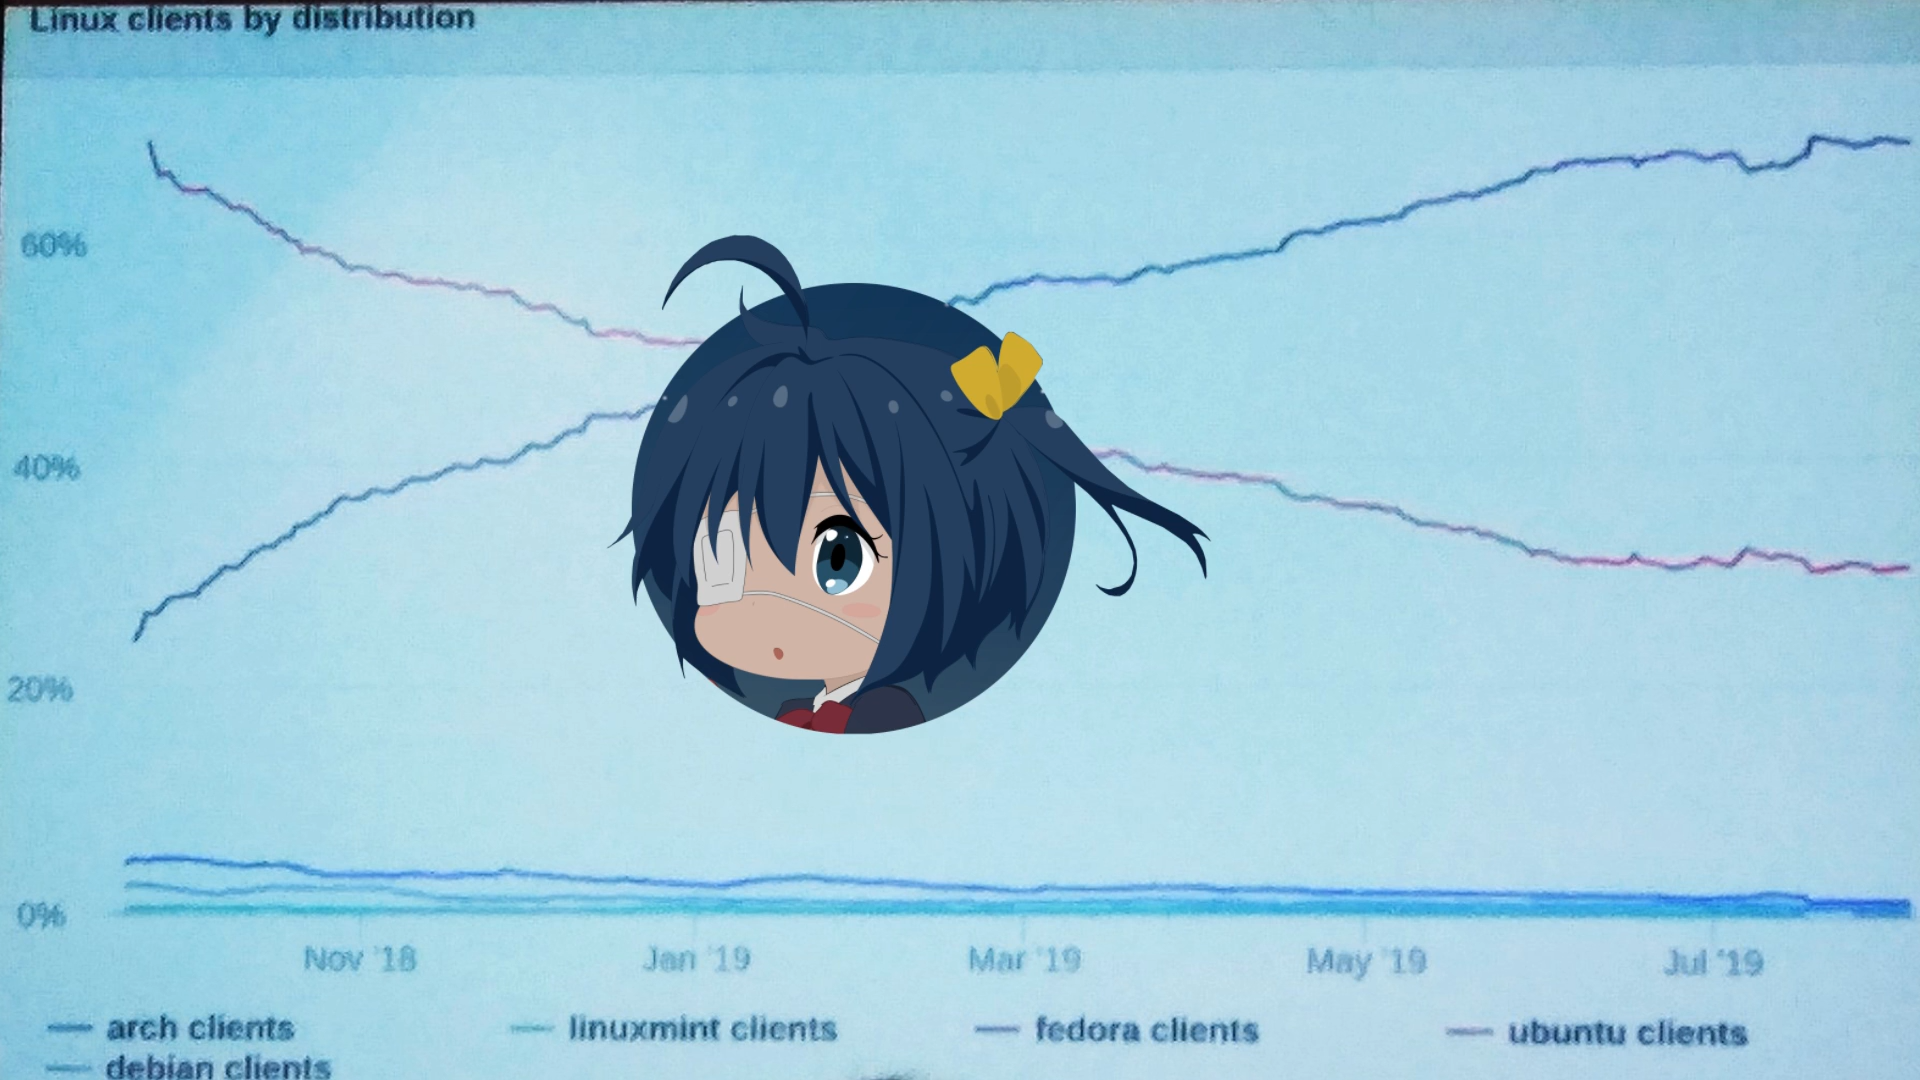 Linux clients by distribution
60%
40%
20%
0%
Nov '18
Jan '19
Mar '19
May '19
Jul '19
arch clients
linuxmint clients
fedora clients
ubuntu clients
debian clients